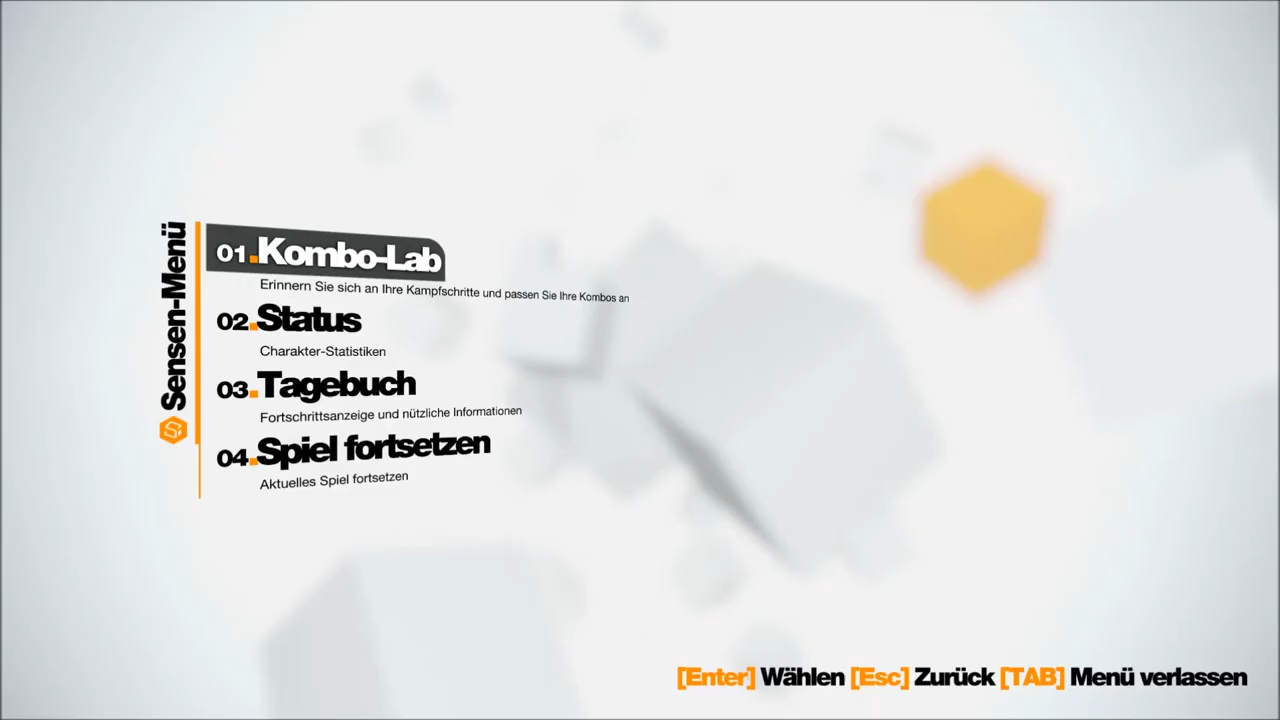 Sensen-Menü
01.Kombo-Lab
Erinnern Sie sich an Ihre Kampfschritte und passen Sie Ihre Kombos an
02.Status
Charakter-Statistiken
03.Tagebuch
Fortschrittsanzeige und nützliche Informationen
04.Spiel fortsetzen
Aktuelles Spiel fortsetzen
[Enter] Wählen [Esc] Zurück [TAB] Menü verlassen